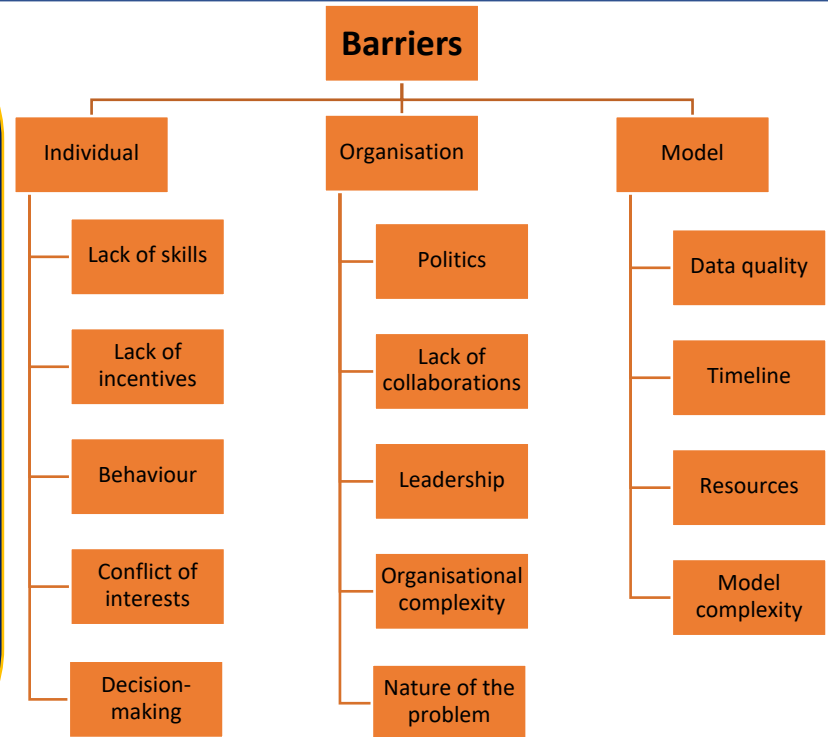 Barriers
Individual
Lack of skills
Lack of
incentives
Behaviour
Conflict of
interests
Decision-
making
Organisation
Politics
Lack of
collaborations
Leadership
Organisational
complexity
Nature of the
problem
Model
Data quality
Timeline
Resources
Model
complexity